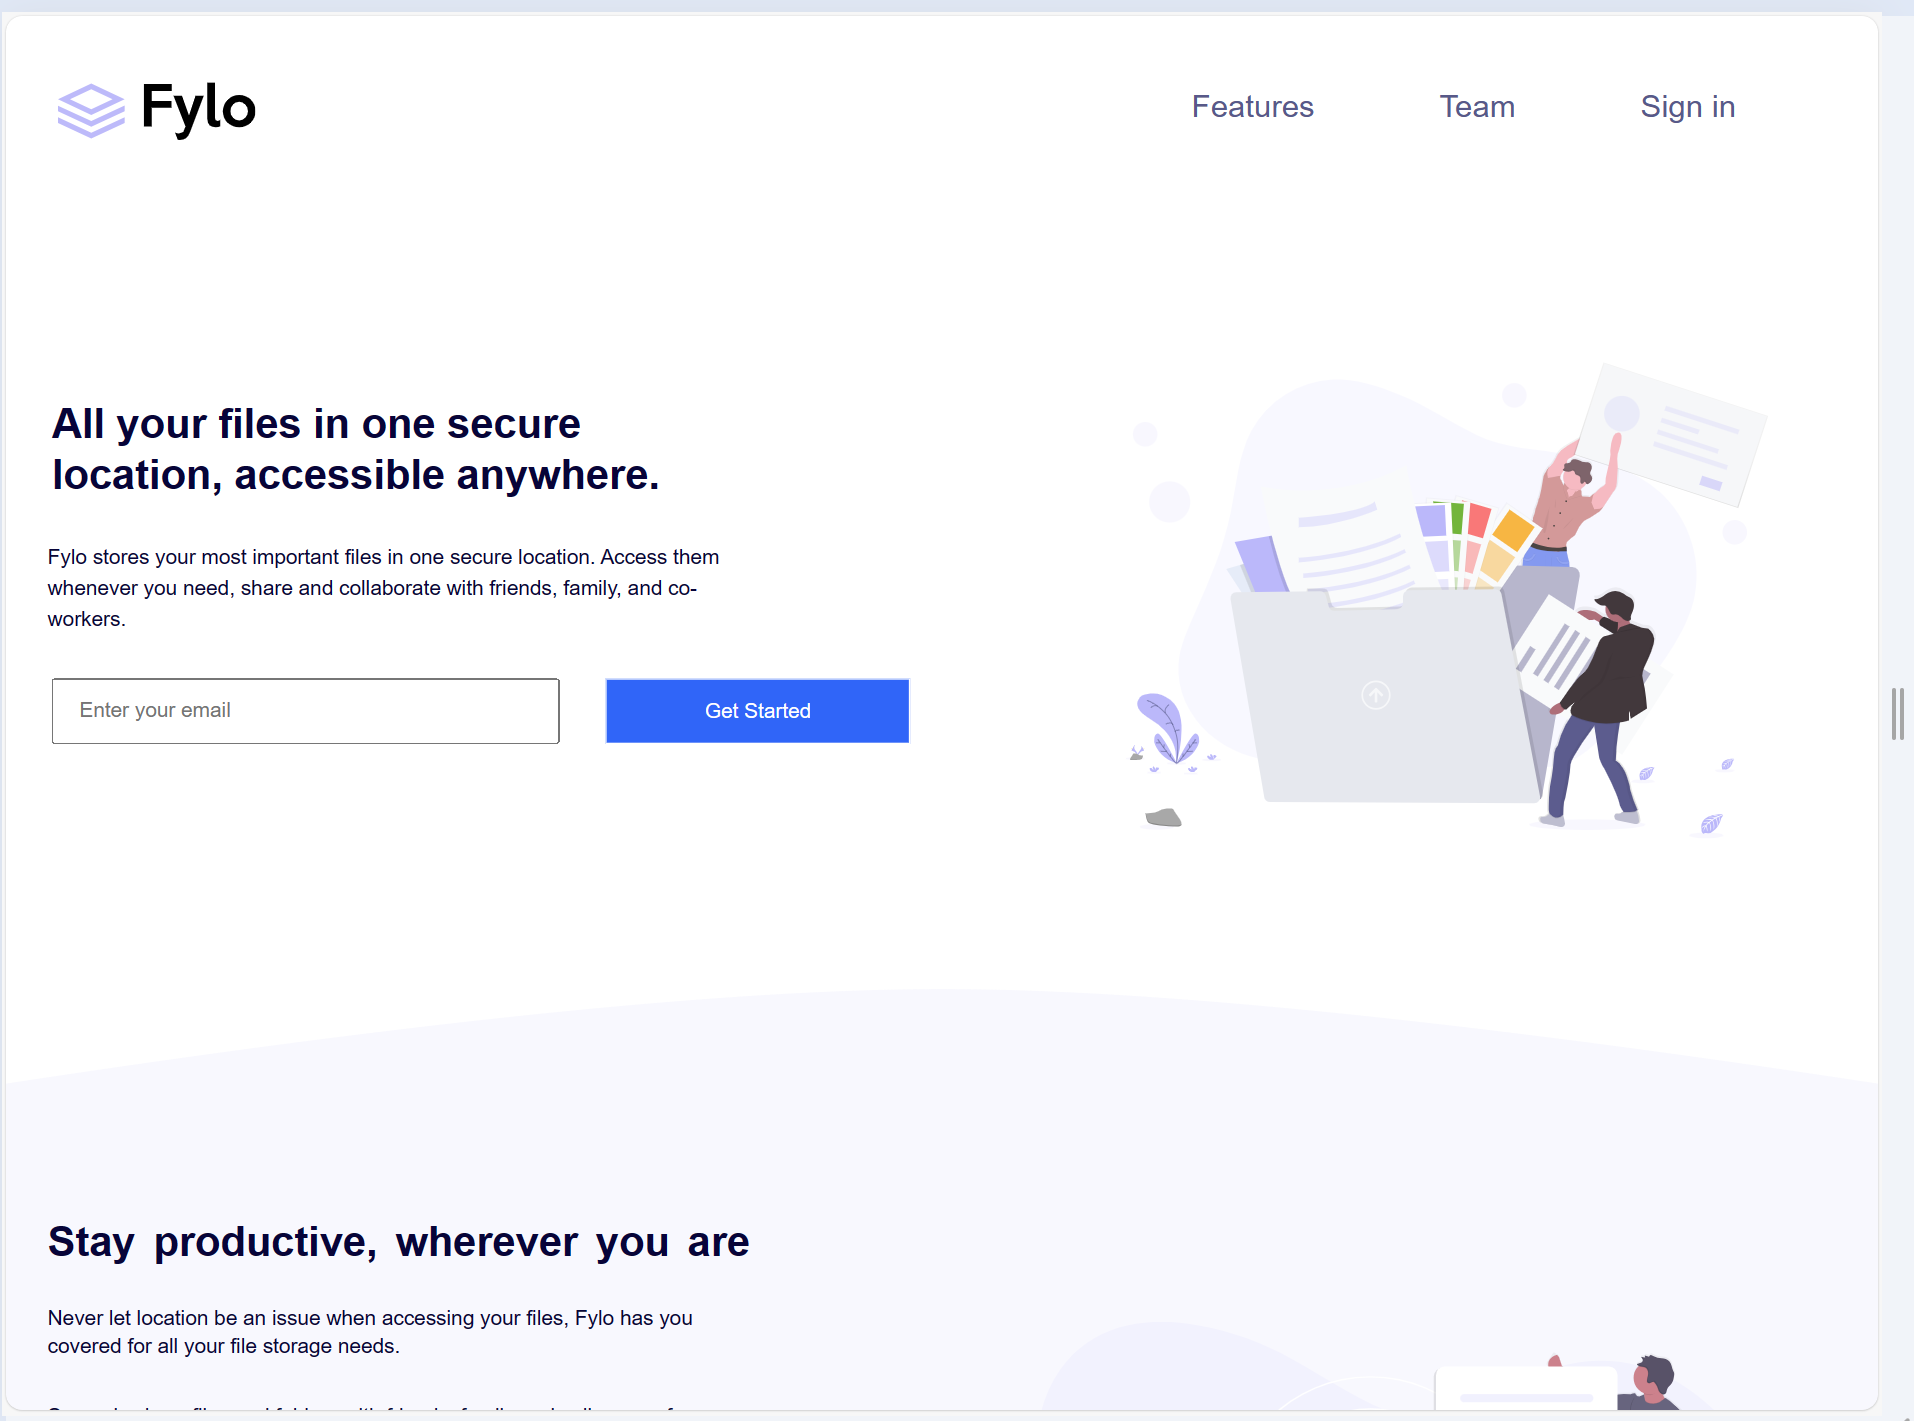 Fylo
Features
Team
Sign in
All your files in one secure
location, accessible anywhere.
Fylo stores your most important files in one secure location. Access them
whenever you need, share and collaborate with friends, family, and co-
workers.
Enter your email
Get Started
Stay productive, wherever you are
Never let location be an issue when accessing your files, Fylo has you
covered for all your file storage needs.